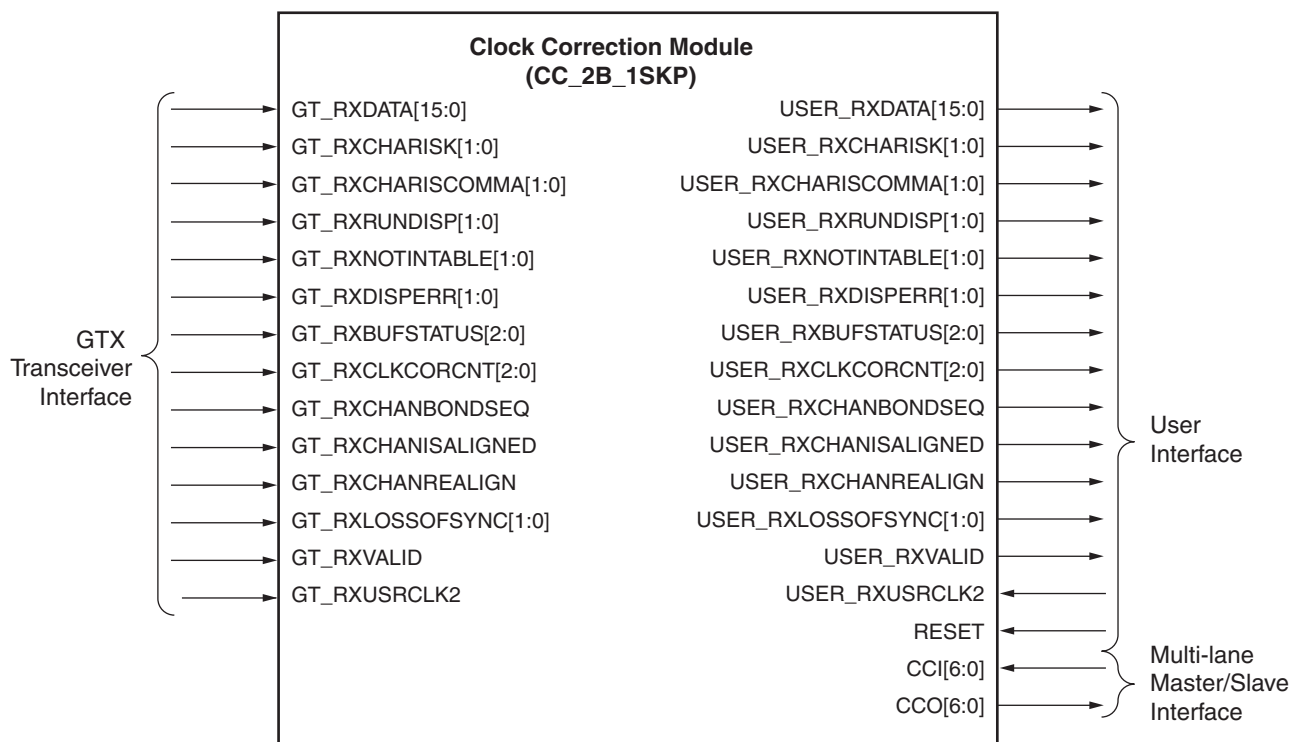 Clock Correction Module
(CC_2B_1SKP)
GTX
Transceiver
Interface
GT_RXDATA[15:0]
GT_RXCHARISK[1:0]
GT_RXCHARISCOMMA[1:0]
GT_RXRUNDISP[1:0]
GT_RXNOTINTABLE[1:0]
GT_RXDISPERR[1:0]
GT_RXBUFSTATUS[2:0]
GT_RXCLKCORCNT[2:0]
GT_RXCHANBONDSEQ
GT_RXCHANISALIGNED
GT_RXCHANREALIGN
GT_RXLOSSOFSYNC[1:0]
GT_RXVALID
GT_RXUSRCLK2
USER_RXDATA[15:0]
USER_RXCHARISK[1:0]
USER_RXCHARISCOMMA[1:0]
USER_RXRUNDISP[1:0]
USER_RXNOTINTABLE[1:0]
USER_RXDISPERR[1:0]
USER_RXBUFSTATUS[2:0]
USER_RXCLKCORCNT[2:0]
USER_RXCHANBONDSEQ
USER_RXCHANISALIGNED
USER_RXCHANREALIGN
USER_RXLOSSOFSYNC[1:0]
USER_RXVALID
USER_RXUSRCLK2
RESET
CCI[6:0]
CCO[6:0]
User
Interface
Multi-lane
Master/Slave
Interface